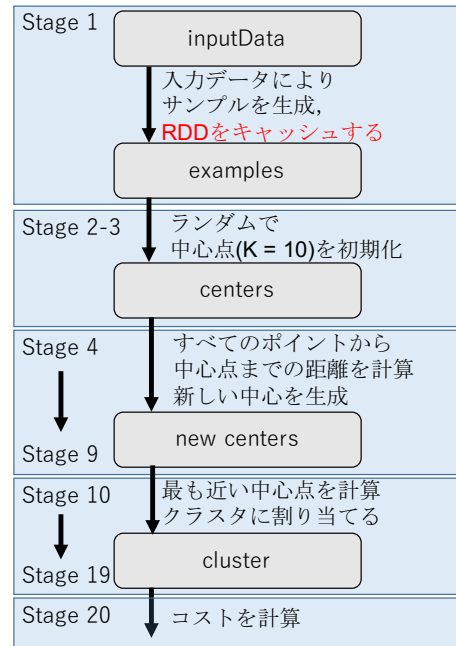 Stage 1
inputData
入力データにより
サンプルを生成,
RDDをキャッシュする
examples
Stage 2-3
ランダムで
中心点(K = 10)を初期化
centers
Stage 4
すべてのポイントから
中心点までの距離を計算
新しい中心を生成
Stage 9
new centers
Stage 10
最も近い中心点を計算
クラスタに割り当てる
cluster
Stage 19
Stage 20
コストを計算